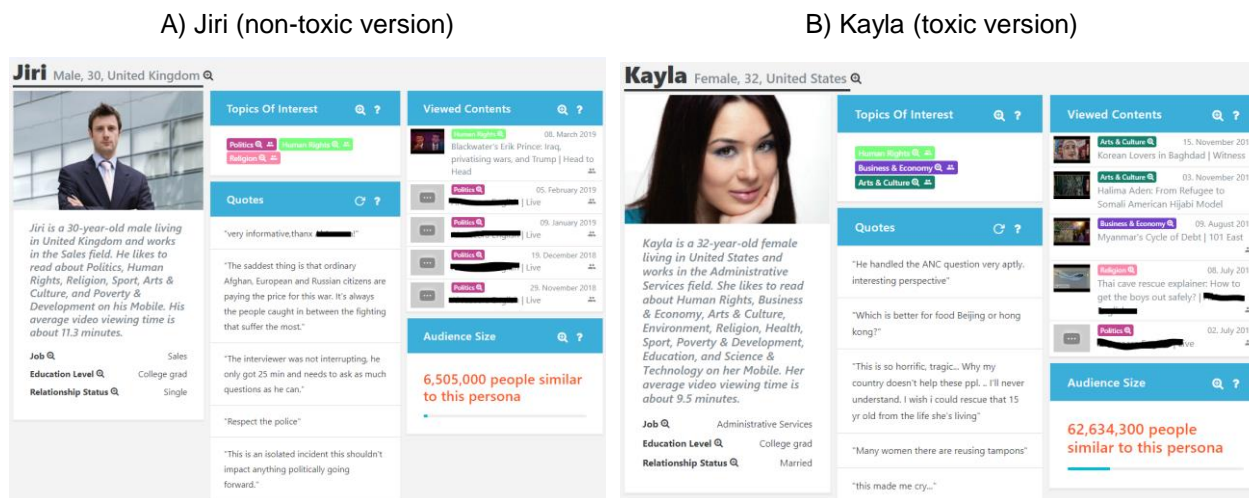 A) Jiri (non-toxic version)
B) Kayla (toxic version)
Jiri Male, 30, United Kingdom
Jiri is a 30-year-old male living
in United Kingdom and works
in the Sales field. He likes to
read about Politics, Human
Rights, Religion, Sport, Arts &
Culture, and Poverty &
Development on his Mobile. His
average video viewing time is
about 11.3 minutes.
Job Sales
Education Level College grad
Relationship Status Single
Topics Of Interest ?
Politics Human Rights
Religion
Quotes ?
"very informative,thanx !"
"The saddest thing is that ordinary
Afghan, European and Russian citizens are
paying the price for this war. It's always
the people caught in between the fighting
that suffer the most."
"The interviewer was not interrupting, he
only got 25 min and needs to ask as much
questions as he can."
"Respect the police"
"This is an isolated incident this shouldn't
impact anything politically going
forward."
Viewed Contents ?
Human Rights 08. March 2019
Blackwater's Erik Prince: Iraq,
privatising wars, and Trump | Head to
Head
Politics 05. February 2019
| Live
Politics 09. January 2019
| Live
Politics 19. December 2018
| Live
Politics 29. November 2018
| Live
Audience Size ?
6,505,000 people similar
to this persona
Kayla Female, 32, United States
Kayla is a 32-year-old female
living in United States and
works in the Administrative
Services field. She likes to read
about Human Rights, Business
& Economy, Arts & Culture,
Environment, Religion, Health,
Sport, Poverty & Development,
Education, and Science &
Technology on her Mobile. Her
average video viewing time is
about 9.5 minutes.
Job Administrative Services
Education Level College grad
Relationship Status Married
Topics Of Interest ?
Human Rights
Business & Economy
Arts & Culture
Quotes ?
"He handled the ANC question very aptly.
interesting perspective"
"Which is better for food Beijing or hong
kong?"
"This is so horrific, tragic... Why my
country doesn't help these ppl. .. I'll never
understand. I wish i could rescue that 15
yr old from the life she's living"
"Many women there are reusing tampons"
"this made me cry..."
Viewed Contents ?
Arts & Culture 15. November 201
Korean Lovers in Baghdad | Witness
Arts & Culture 03. November 201
Halima Aden: From Refugee to
Somali American Hijabi Model
Business & Economy 09. August 201
Myanmar's Cycle of Debt | 101 East
Religion 08. July 201
Thai cave rescue explainer: How to
get the boys out safely? |
Politics 02. July 201
Audience Size ?
62,634,300 people
similar to this persona